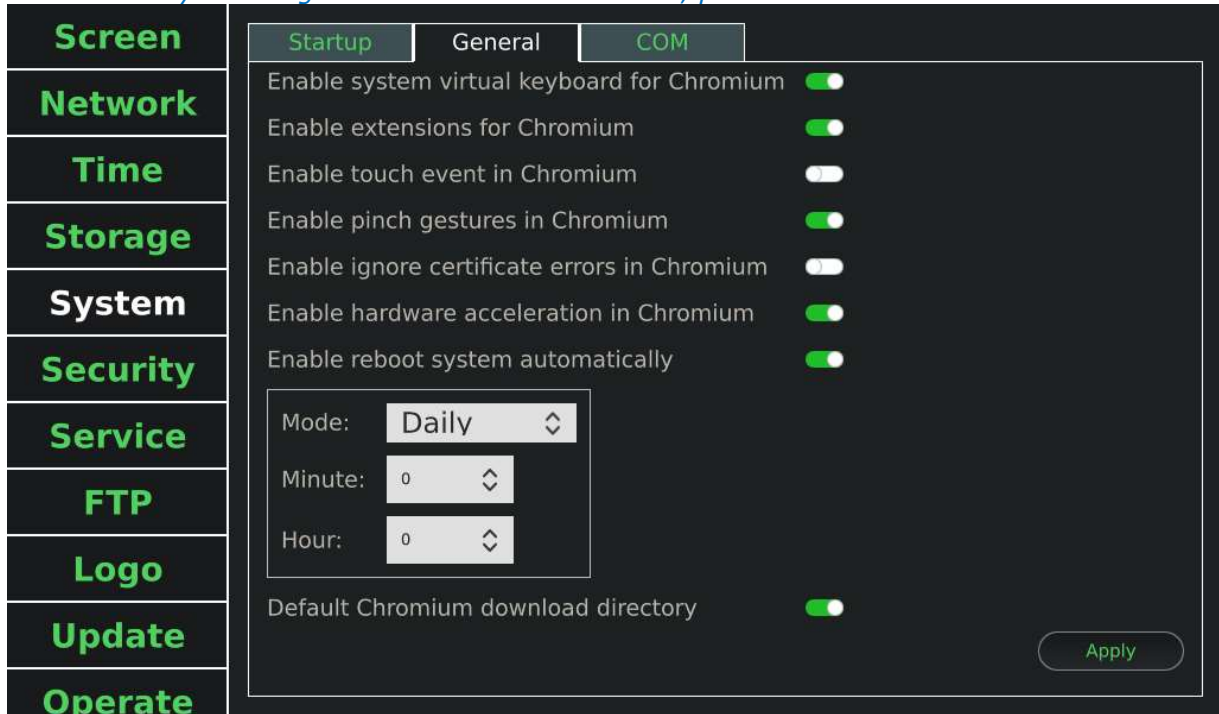 Screen
Network
Time
Storage
System
Security
Service
FTP
Logo
Update
Operate
Startup General COM
Enable system virtual keyboard for Chromium
Enable extensions for Chromium
Enable touch event in Chromium
Enable pinch gestures in Chromium
Enable ignore certificate errors in Chromium
Enable hardware acceleration in Chromium
Enable reboot system automatically
Mode: Daily
Minute: 0
Hour: 0
Default Chromium download directory
Apply